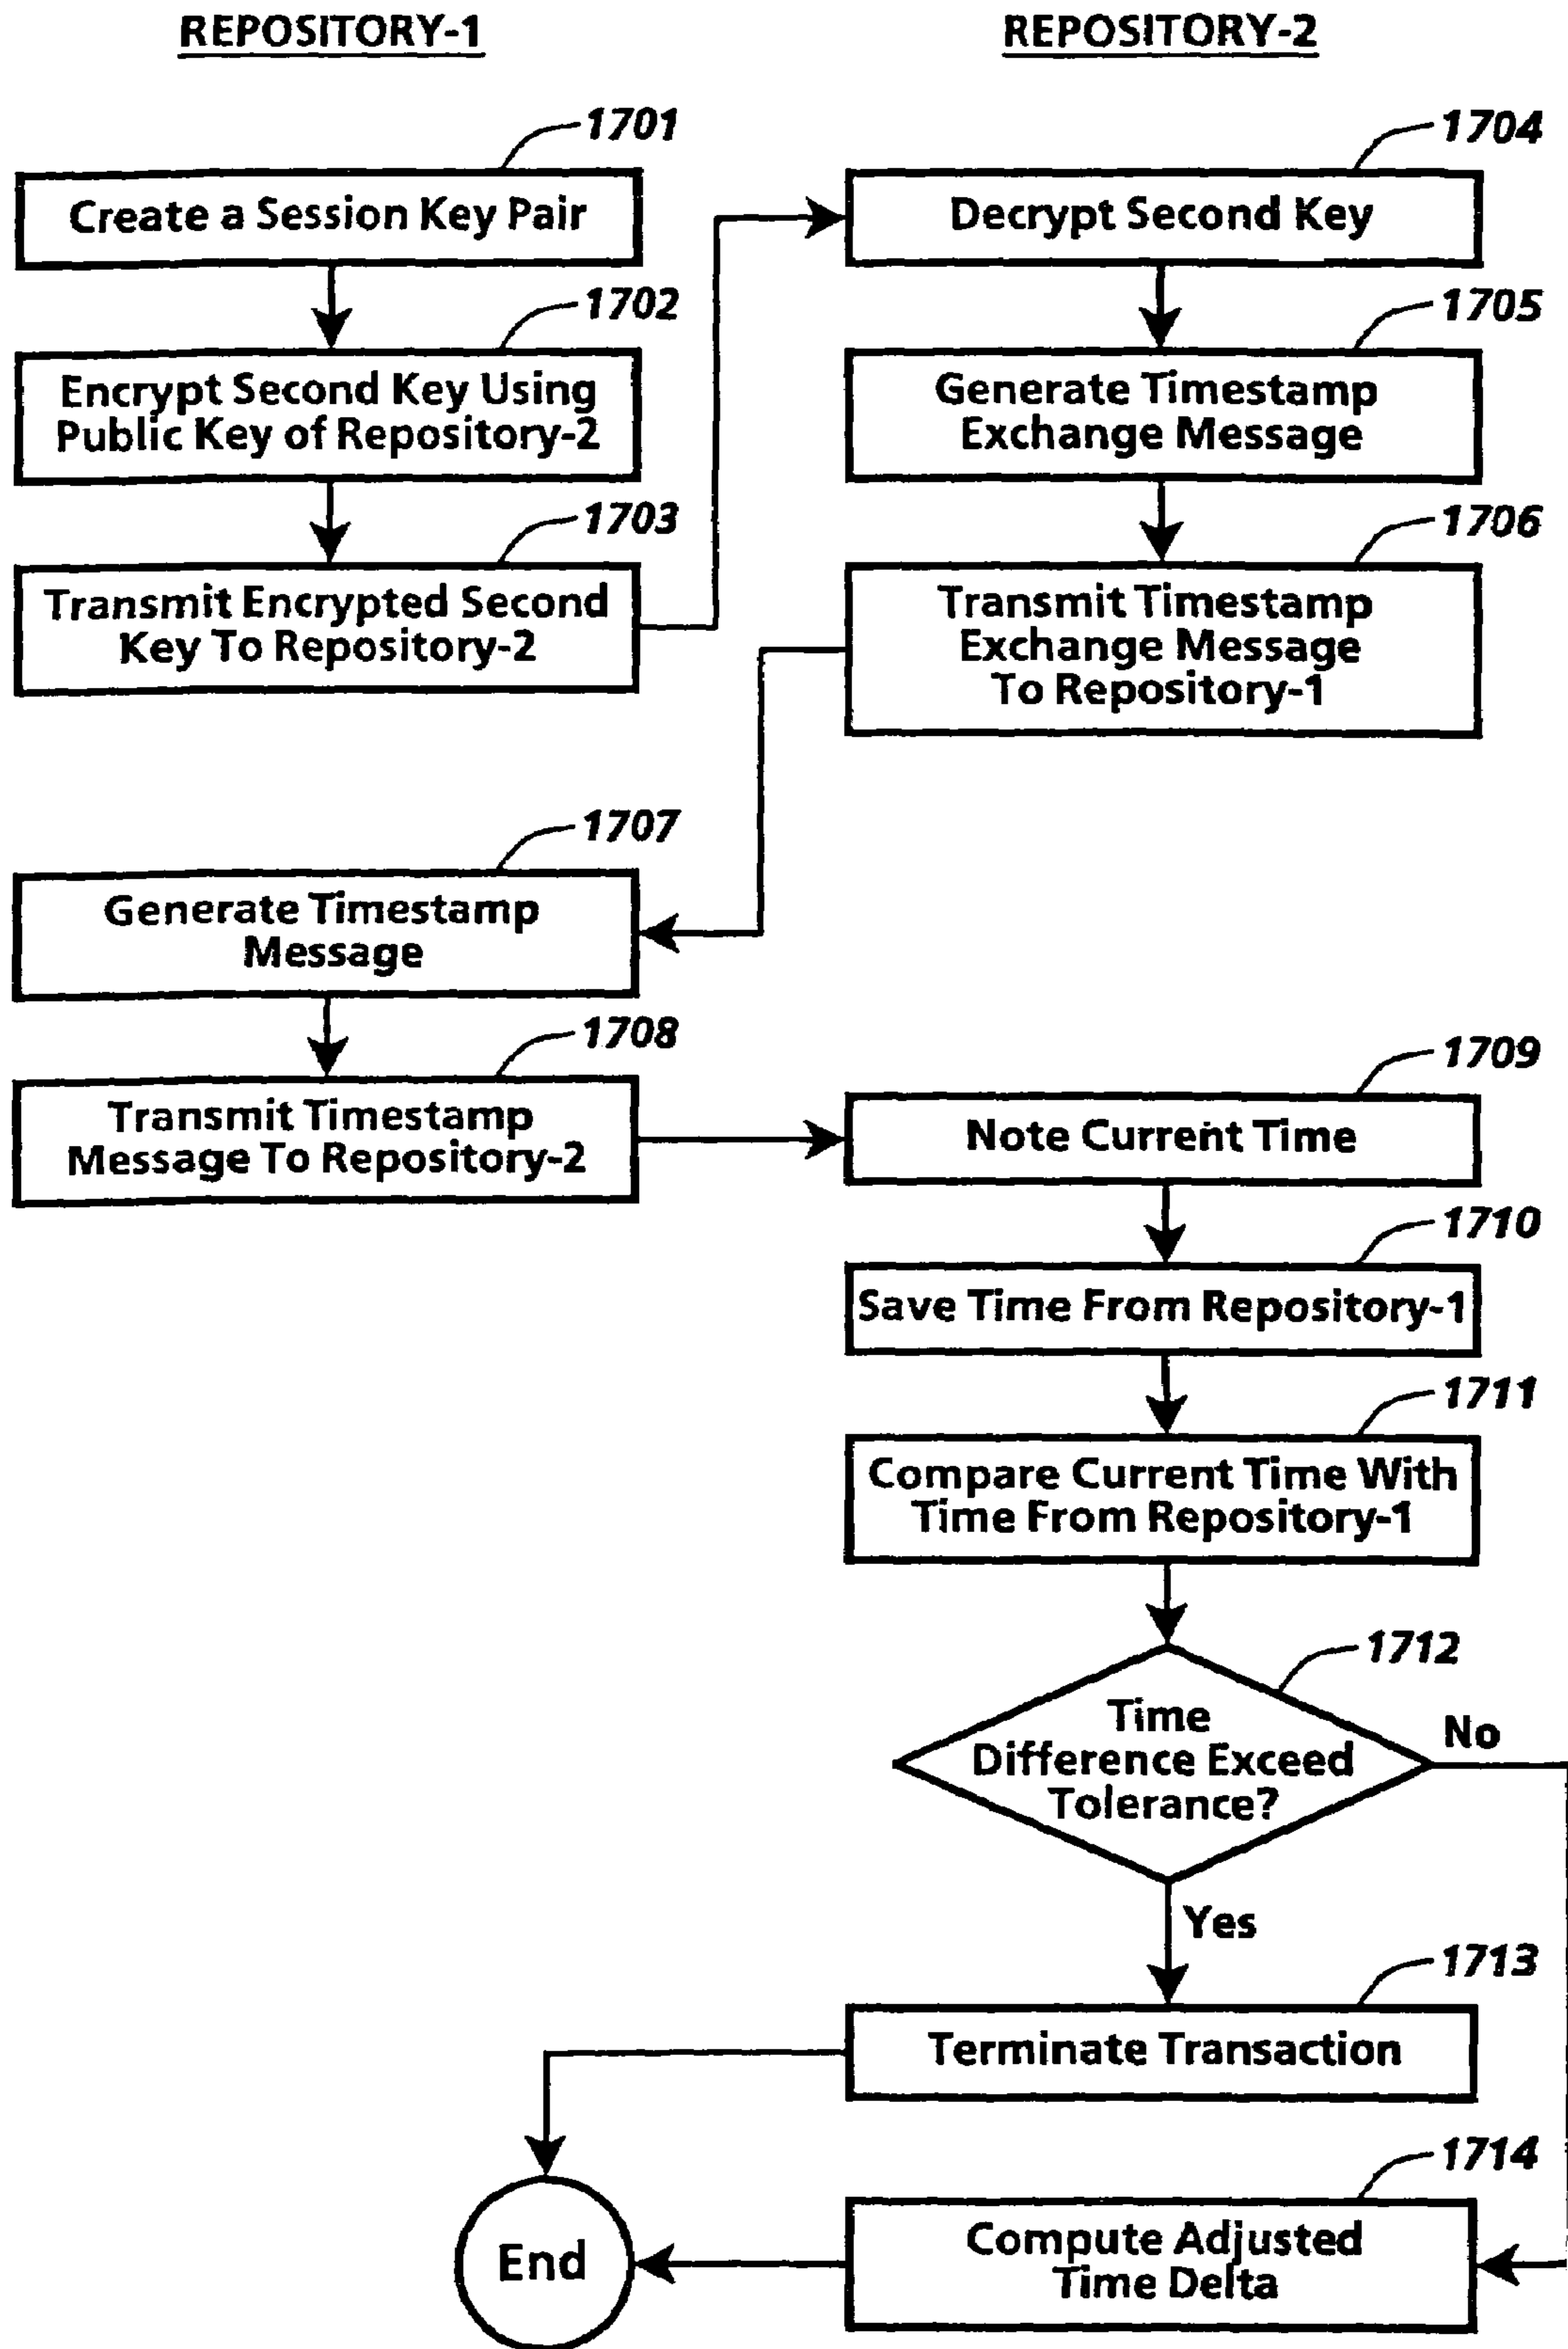 REPOSITORY-1
REPOSITORY-2
1701
Create a Session Key Pair
1702
Encrypt Second Key Using
Public Key of Repository-2
1703
Transmit Encrypted Second
Key To Repository-2
1704
Decrypt Second Key
1705
Generate Timestamp
Exchange Message
1706
Transmit Timestamp
Exchange Message
To Repository-1
1707
Generate Timestamp
Message
1708
Transmit Timestamp
Message To Repository-2
1709
Note Current Time
1710
Save Time From Repository-1
1711
Compare Current Time With
Time From Repository-1
1712
Time
Difference Exceed
Tolerance?
No
Yes
1713
Terminate Transaction
1714
Compute Adjusted
Time Delta
End